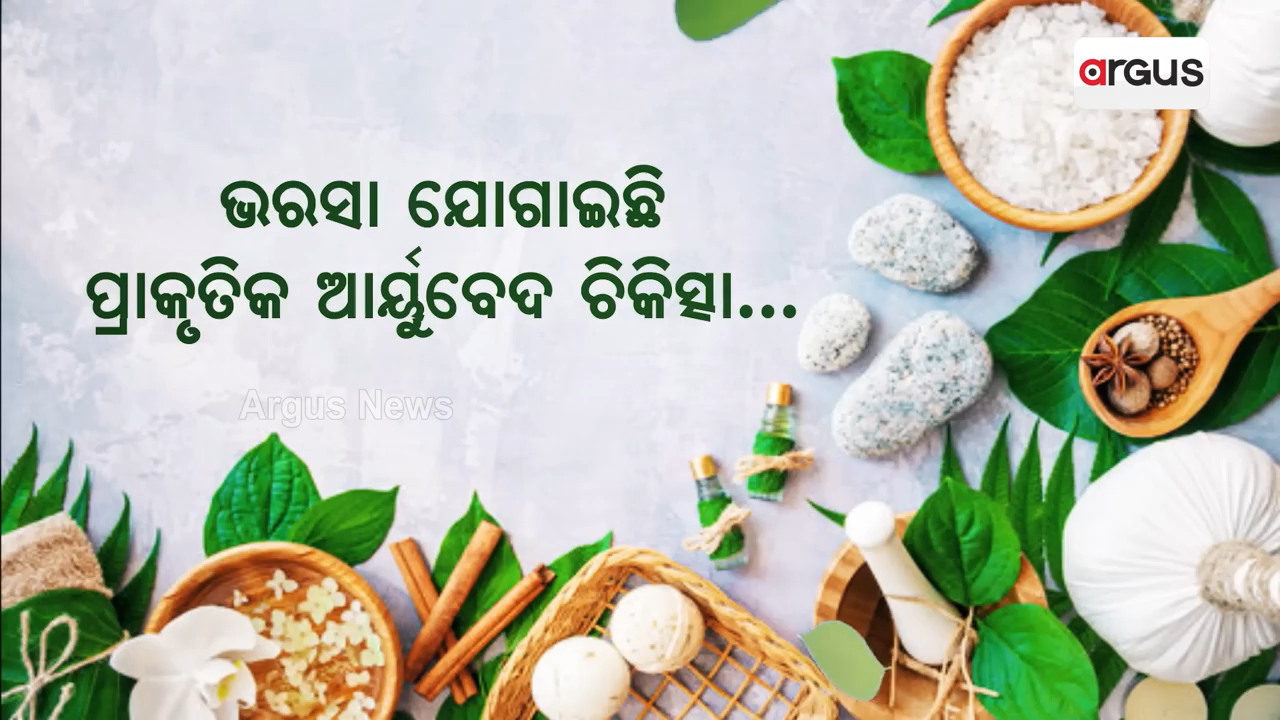 argus
ଭରସା ଯୋଗାଇଛି
ପ୍ରାକୃତିକ ଆର୍ୟୁବେଦ ଚିକିତ୍ସା...
Argus News